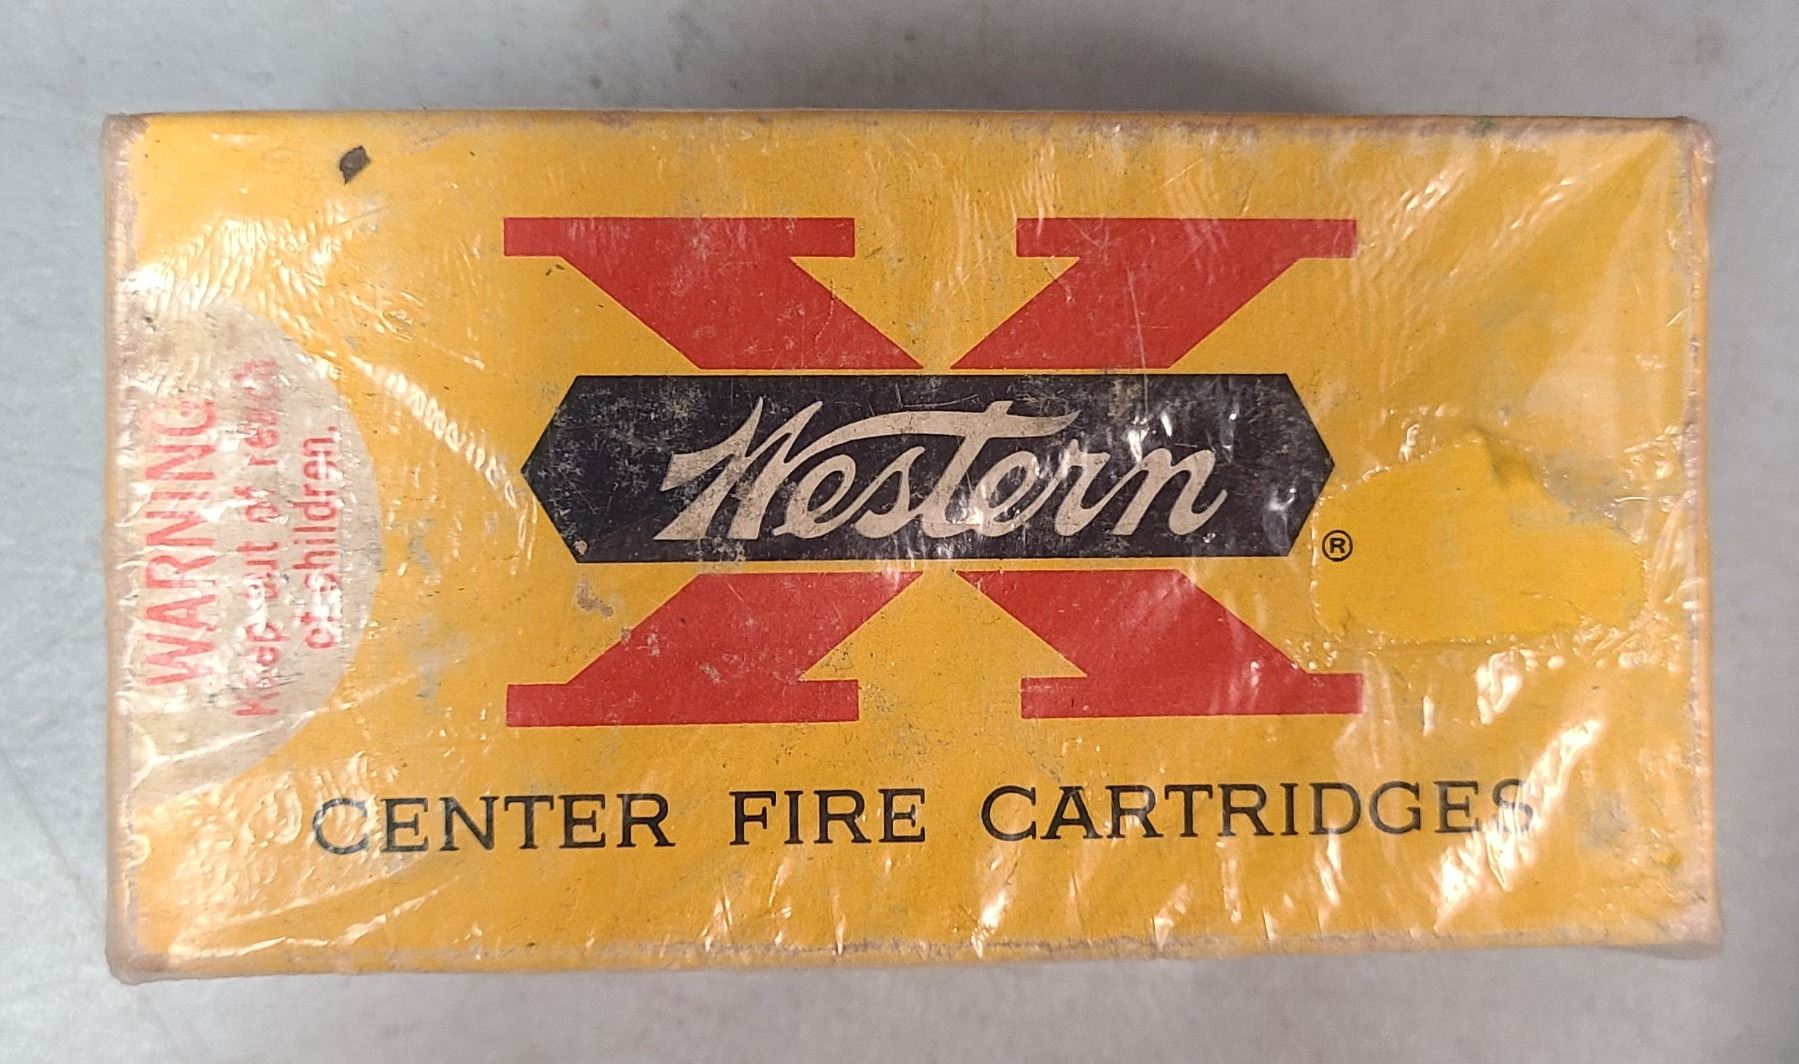 WARNING
Keep out of reach
of children.
X
Western
®
CENTER FIRE CARTRIDGES